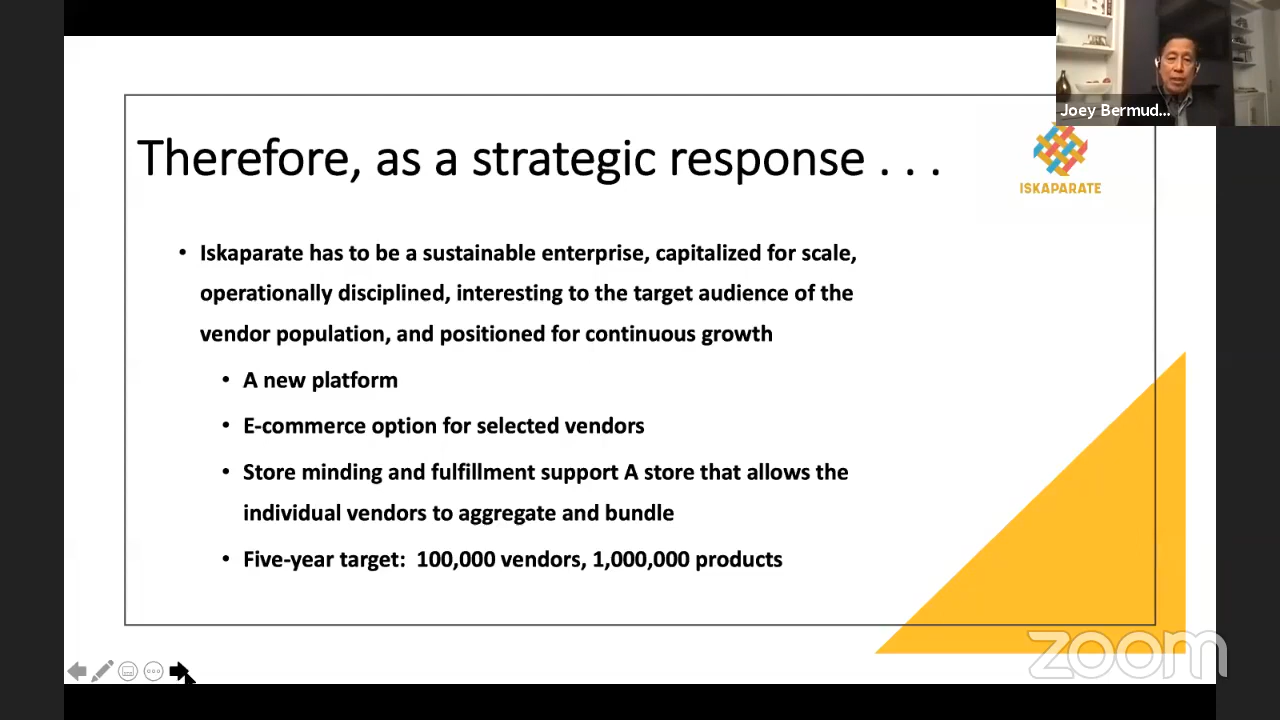 Joey Bermud...
Therefore, as a strategic response . . .
ISKAPARATE
• Iskaparate has to be a sustainable enterprise, capitalized for scale,
operationally disciplined, interesting to the target audience of the
vendor population, and positioned for continuous growth
• A new platform
• E-commerce option for selected vendors
• Store minding and fulfillment support A store that allows the
individual vendors to aggregate and bundle
• Five-year target:  100,000 vendors, 1,000,000 products
zoom